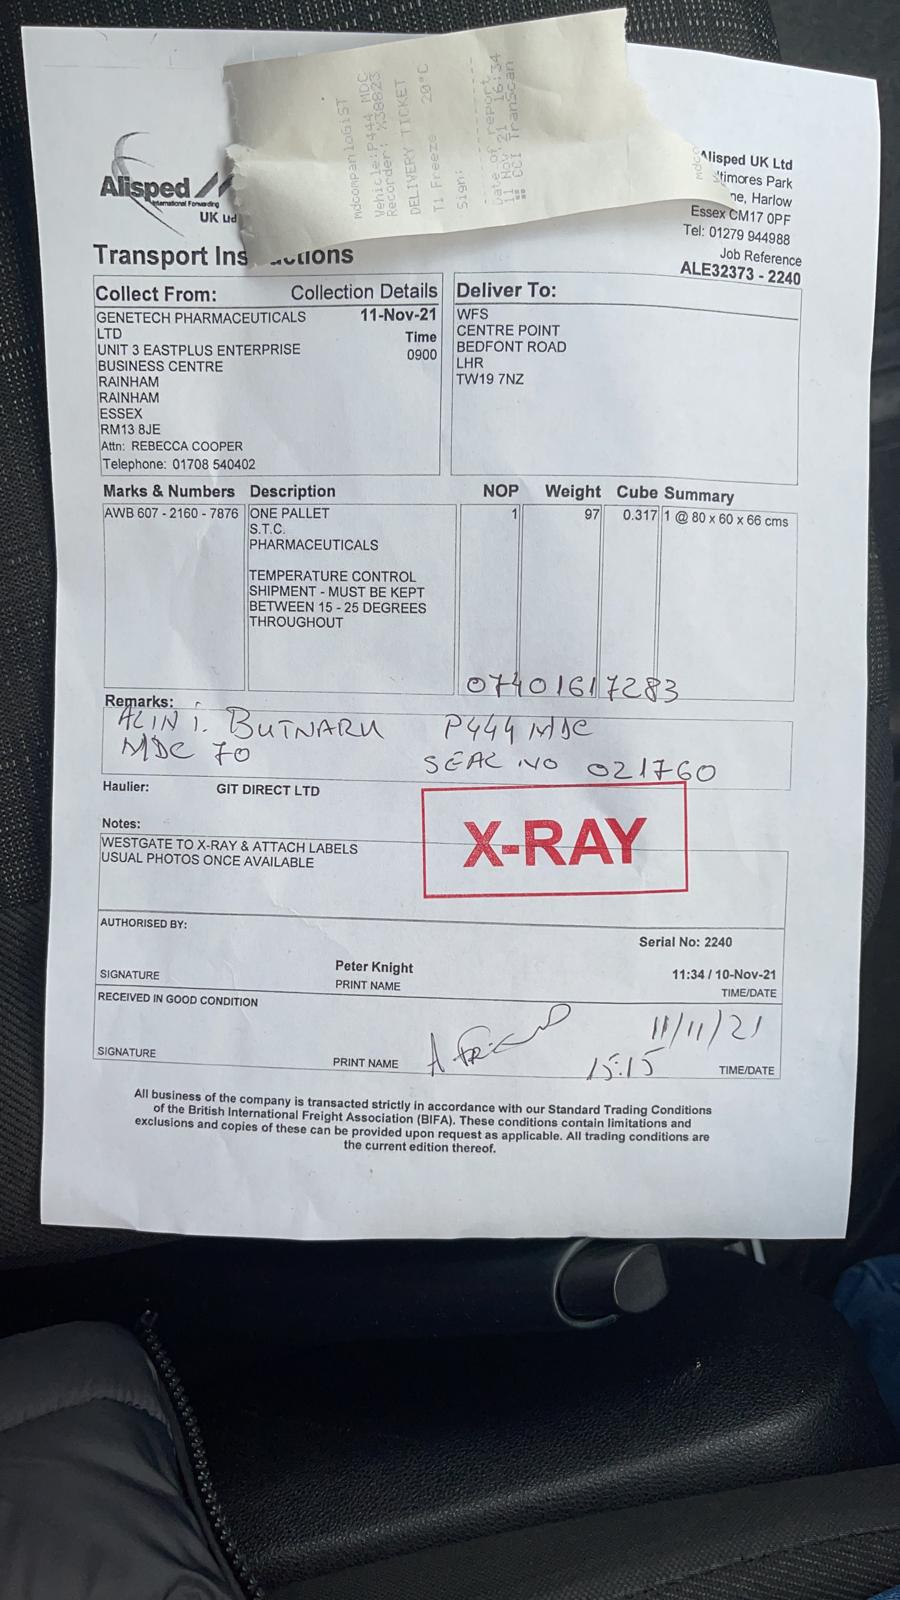 mdcompanlogist
Vehicle:P444 MDC
Recorder: X38823
DELIVERY TICKET
T1 Freeze 20°C
Sign:
Date of report
11 Nov 21 16:34
CCI TranScan
Alisped
International Forwarding
UK Ltd
Alisped UK Ltd
Harlow
Essex CM17 0PF
Tel: 01279 944988
Job Reference
ALE32373 - 2240
Transport
Collect From: Collection Details
GENETECH PHARMACEUTICALS 11-Nov-21
LTD Time
UNIT 3 EASTPLUS ENTERPRISE 0900
BUSINESS CENTRE
RAINHAM
RAINHAM
ESSEX
RM13 8JE
Attn: REBECCA COOPER
Telephone: 01708 540402
Deliver To:
WFS
CENTRE POINT
BEDFONT ROAD
LHR
TW19 7NZ
Marks & Numbers Description NOP Weight Cube Summary
AWB 607 - 2160 - 7876 ONE PALLET 1 97 0.317 1 @ 80 x 60 x 66 cms
S.T.C.
PHARMACEUTICALS
TEMPERATURE CONTROL
SHIPMENT - MUST BE KEPT
BETWEEN 15 - 25 DEGREES
THROUGHOUT
07401617283
Remarks:
ALIN i. BUTNARU P444 MDC
MDC 70 SEAL NO 021760
Haulier: GIT DIRECT LTD
X-RAY
Notes:
WESTGATE TO X-RAY & ATTACH LABELS
USUAL PHOTOS ONCE AVAILABLE
AUTHORISED BY:
Serial No: 2240
Peter Knight 11:34 / 10-Nov-21
SIGNATURE PRINT NAME TIME/DATE
RECEIVED IN GOOD CONDITION
11/11/21
15:15
SIGNATURE PRINT NAME TIME/DATE
All business of the company is transacted strictly in accordance with our Standard Trading Conditions
of the British International Freight Association (BIFA). These conditions contain limitations and
exclusions and copies of these can be provided upon request as applicable. All trading conditions are
the current edition thereof.